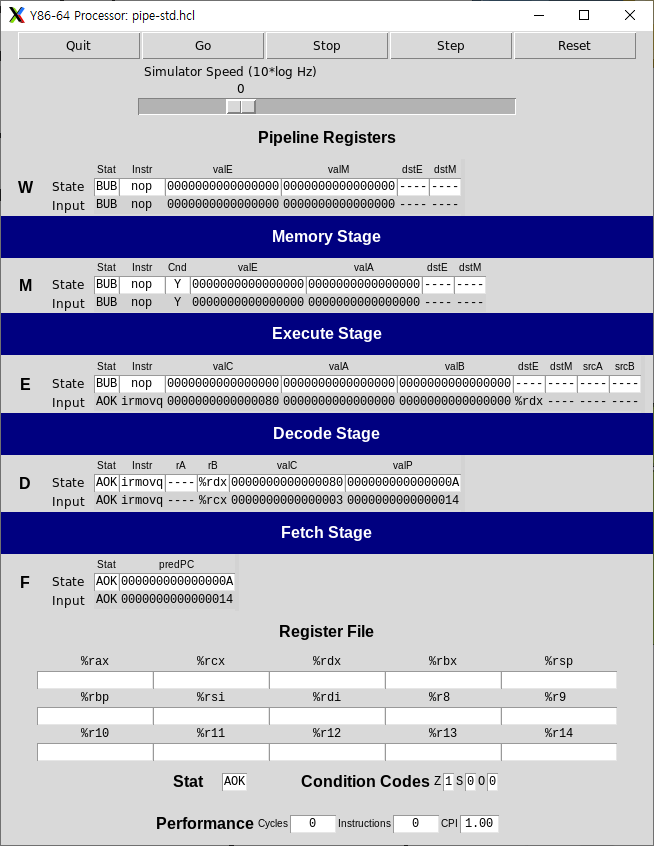 Y86-64 Processor: pipe-std.hcl
Quit Go Stop Step Reset
Simulator Speed (10*log Hz)
0
Pipeline Registers
Stat Instr valE valM dstE dstM
W State BUB nop 0000000000000000 0000000000000000 ---- ----
Input BUB nop 0000000000000000 0000000000000000 ---- ----
Memory Stage
Stat Instr Cnd valE valA dstE dstM
M State BUB nop Y 0000000000000000 0000000000000000 ---- ----
Input BUB nop Y 0000000000000000 0000000000000000 ---- ----
Execute Stage
Stat Instr valC valA valB dstE dstM srcA srcB
E State BUB nop 0000000000000000 0000000000000000 0000000000000000 ---- ---- ---- ----
Input AOK irmovq 0000000000000080 0000000000000000 0000000000000000 %rdx ---- ---- ----
Decode Stage
Stat Instr rA rB valC valP
D State AOK irmovq ---- %rdx 0000000000000080 000000000000000A
Input AOK irmovq ---- %rcx 0000000000000003 0000000000000014
Fetch Stage
Stat predPC
F State AOK 000000000000000A
Input AOK 0000000000000014
Register File
%rax %rcx %rdx %rbx %rsp
%rbp %rsi %rdi %r8 %r9
%r10 %r11 %r12 %r13 %r14
Stat AOK Condition Codes Z 1 S 0 O 0
Performance Cycles 0 Instructions 0 CPI 1.00